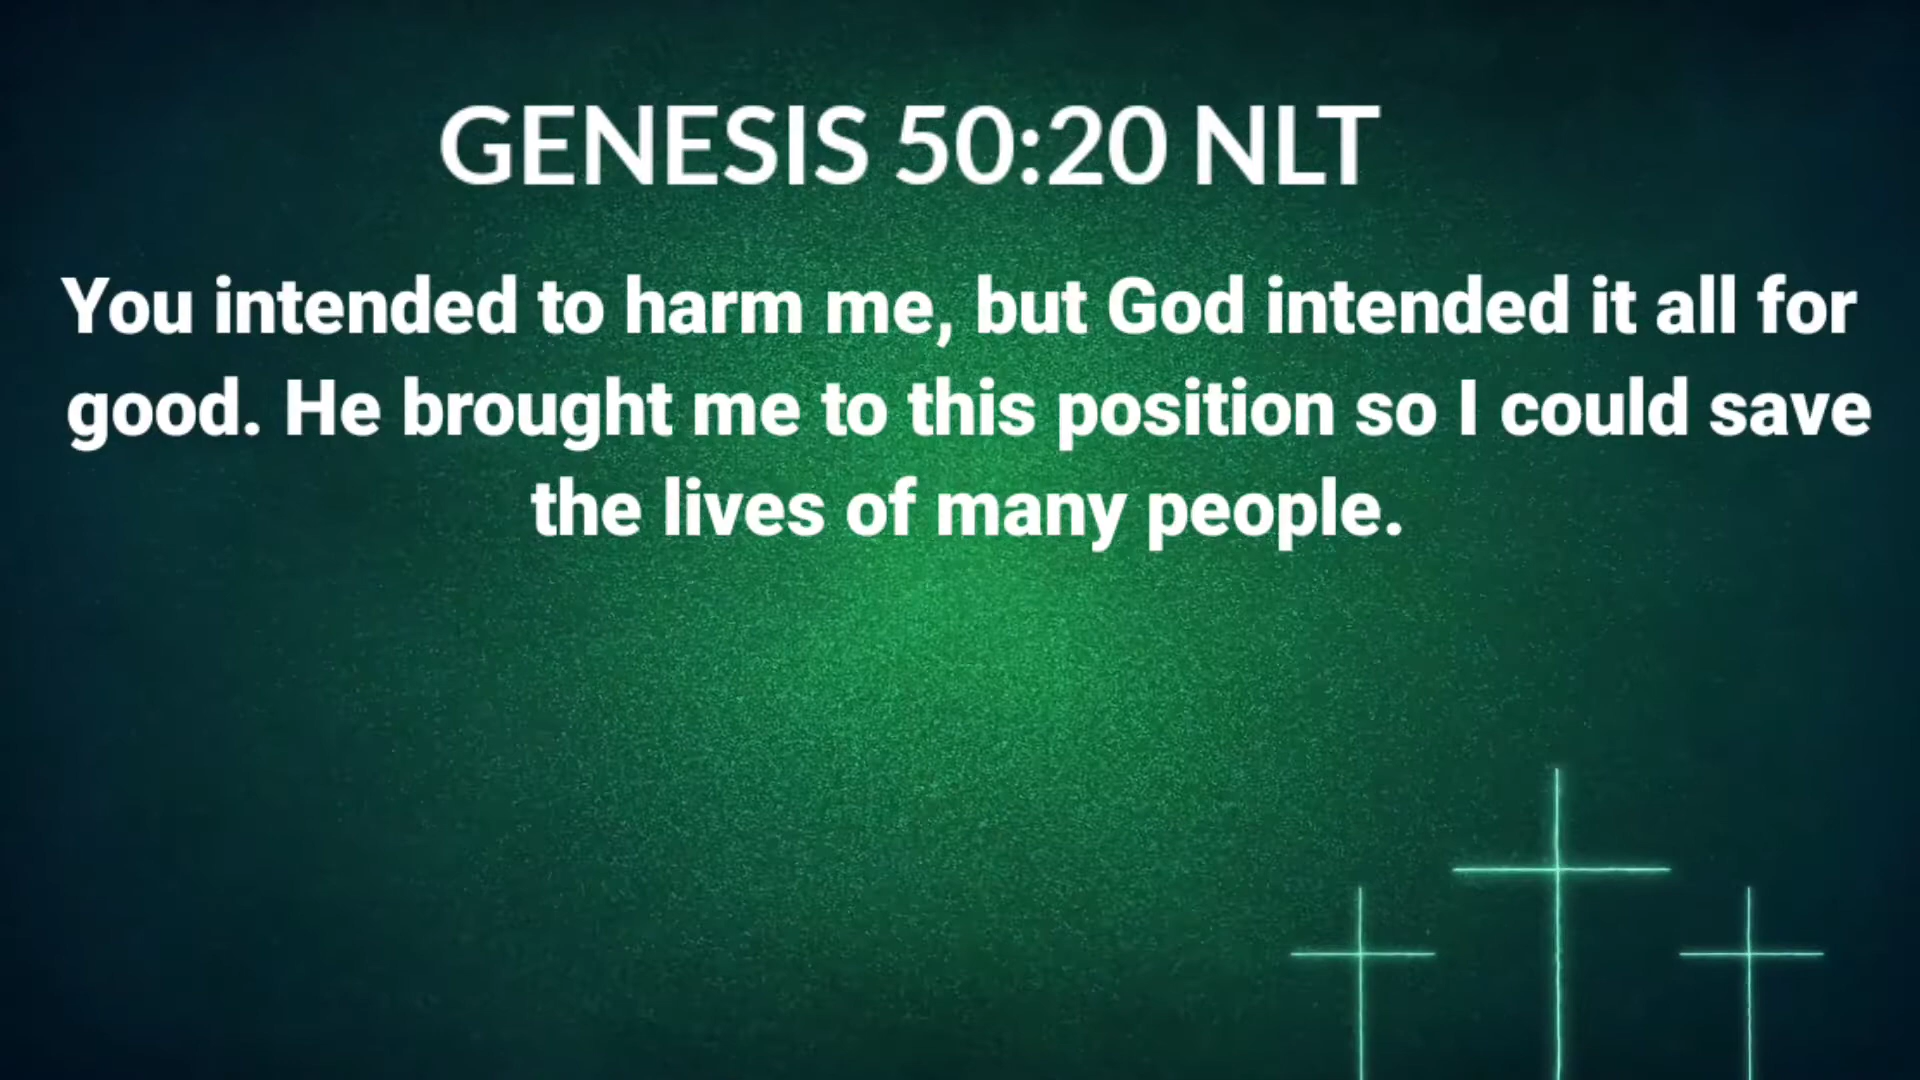 GENESIS 50:20 NLT
You intended to harm me, but God intended it all for
good. He brought me to this position so I could save
the lives of many people.